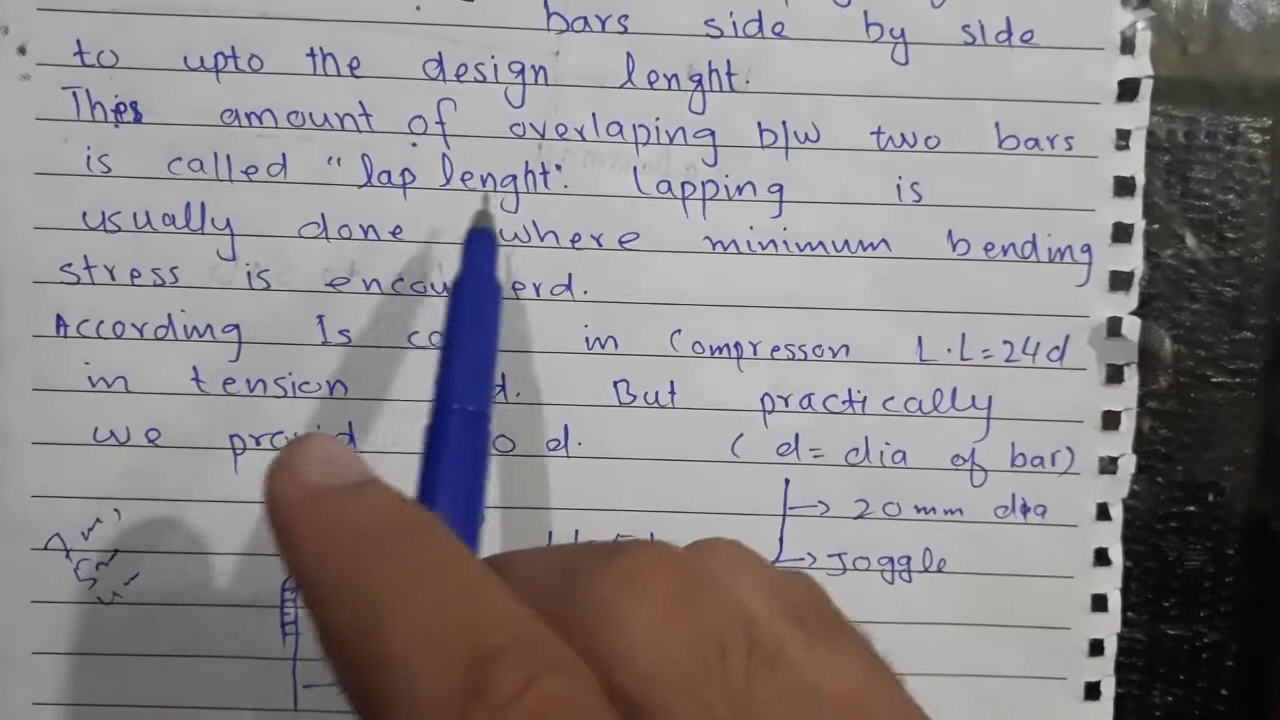 bars side by side
to upto the design lenght.
This amount of overlaping b/w two bars
is called "lap lenght". lapping is
usually done where minimum bending
stress is
According Is in Compresson L.L=24d
in tension d. But practically
we d. ( d= dia of bar)
→ 20mm dia
→ Joggle